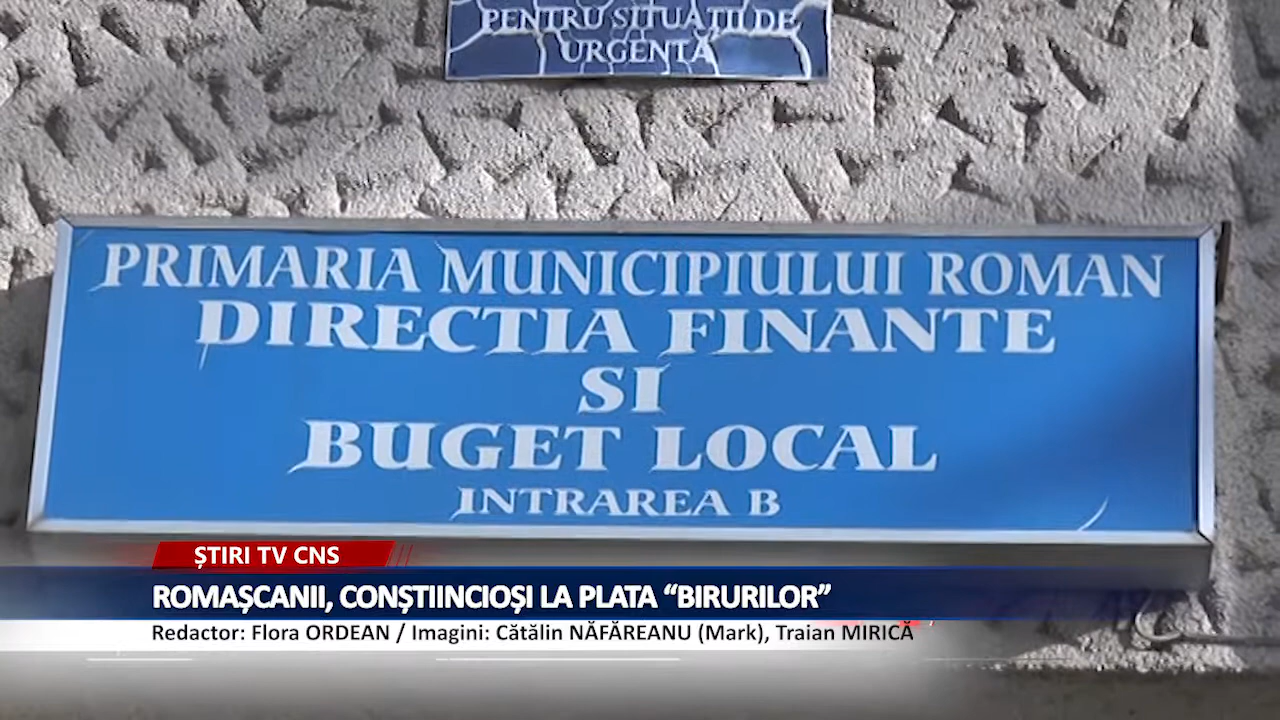 PENTRU SITUAȚII DE
URGENȚĂ
PRIMARIA MUNICIPIULUI ROMAN
DIRECTIA FINANTE
SI
BUGET LOCAL
INTRAREA B
ȘTIRI TV CNS
ROMAȘCANII, CONȘTIINCIOȘI LA PLATA “BIRURILOR”
Redactor: Flora ORDEAN / Imagini: Cătălin NĂFĂREANU (Mark), Traian MIRICĂ